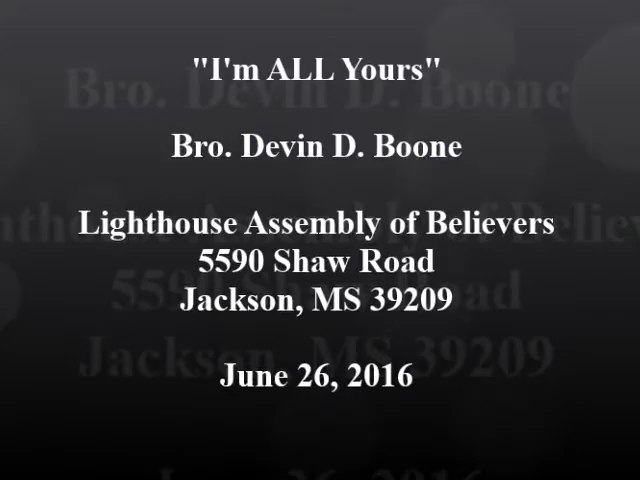 "I'm ALL Yours"
Bro. Devin D. Boone
Lighthouse Assembly of Believers
5590 Shaw Road
Jackson, MS 39209
June 26, 2016